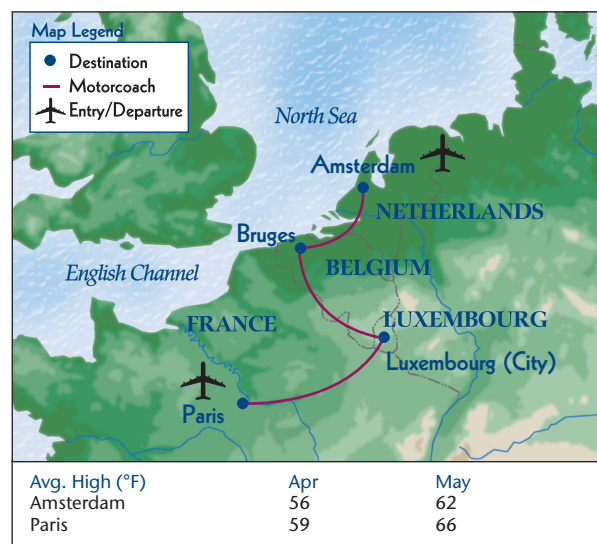 Map Legend
Destination
Motorcoach
Entry/Departure
North Sea
Amsterdam
NETHERLANDS
Bruges
BELGIUM
English Channel
FRANCE
LUXEMBOURG
Luxembourg (City)
Paris
Avg. High (°F) Apr May
Amsterdam 56 62
Paris 59 66